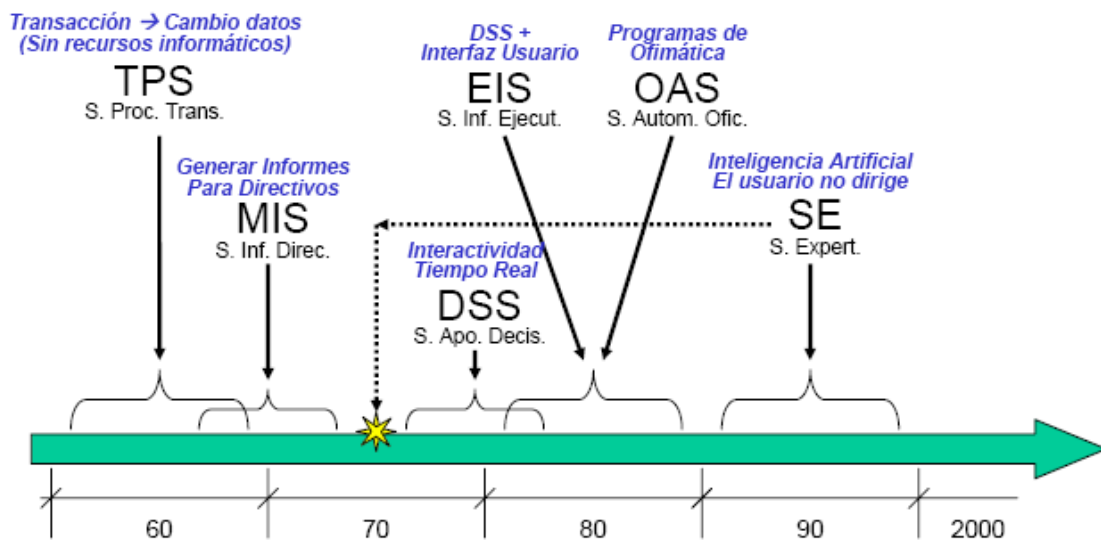 Transacción → Cambio datos
(Sin recursos informáticos)
TPS
S. Proc. Trans.
Generar Informes
Para Directivos
MIS
S. Inf. Direc.
Interactividad
Tiempo Real
DSS
S. Apo. Decis.
DSS +
Interfaz Usuario
EIS
S. Inf. Ejecut.
Programas de
Ofimática
OAS
S. Autom. Ofic.
Inteligencia Artificial
El usuario no dirige
SE
S. Expert.
60
70
80
90
2000